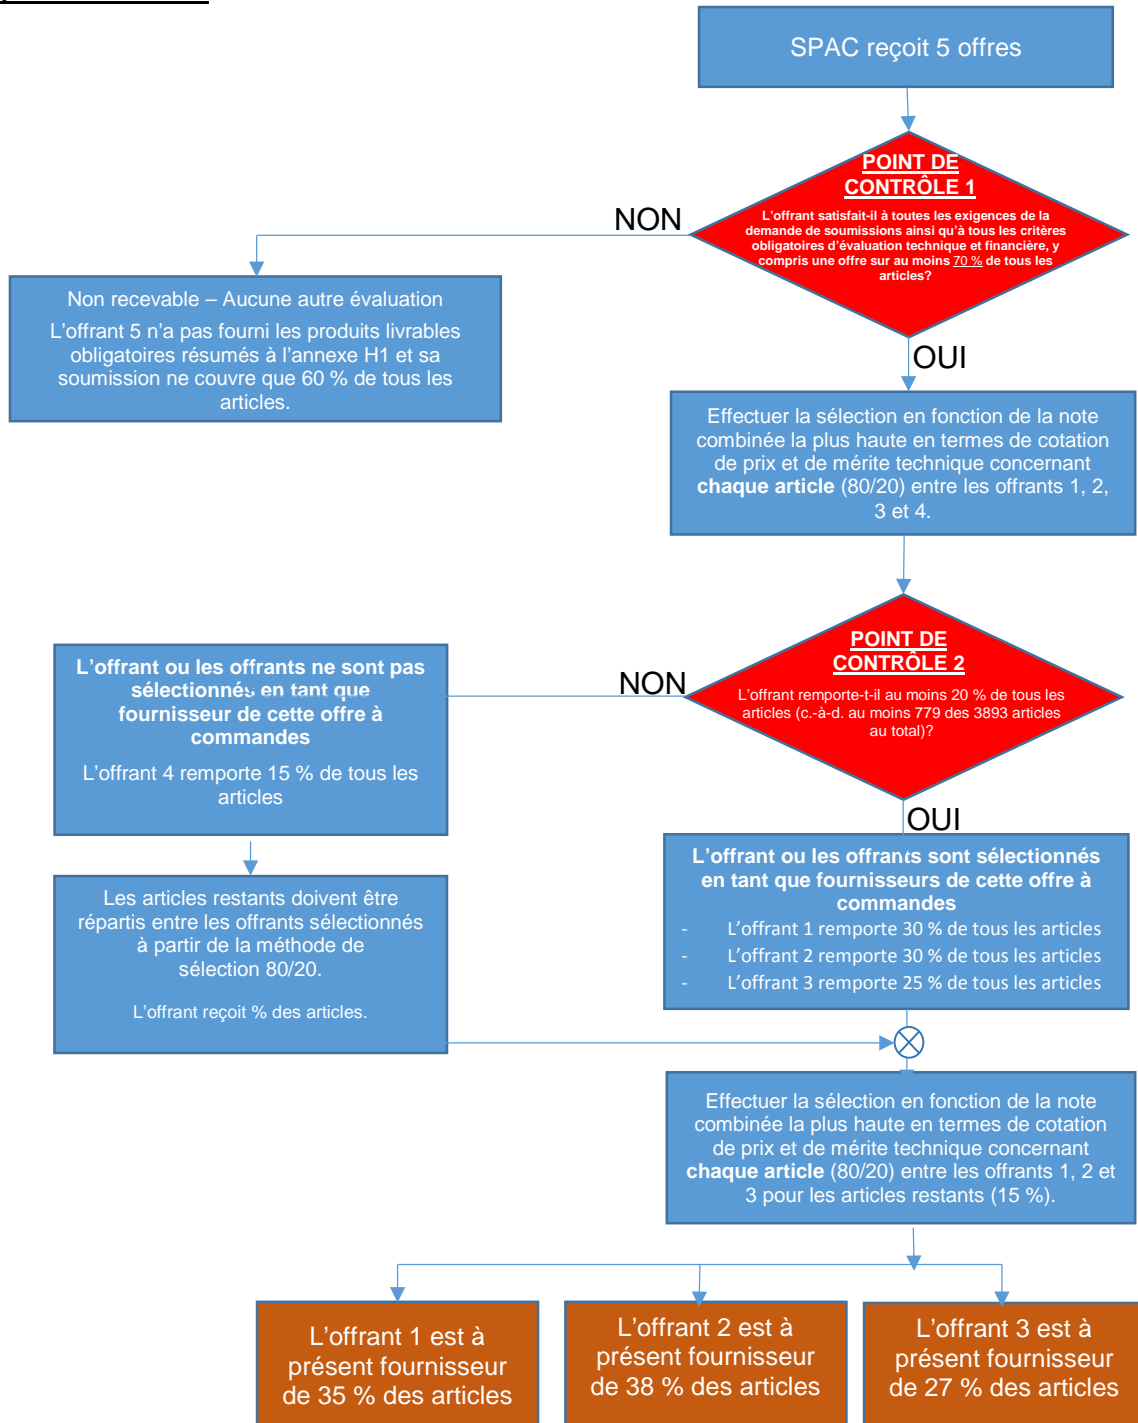 SPAC reçoit 5 offres
POINT DE
CONTRÔLE 1
L'offrant satisfait-il à toutes les exigences de la
demande de soumissions ainsi qu'à tous les critères
obligatoires d'évaluation technique et financière, y
compris une offre sur au moins 70 % de tous les
articles?
NON
Non recevable – Aucune autre évaluation
L'offrant 5 n'a pas fourni les produits livrables
obligatoires résumés à l'annexe H1 et sa
soumission ne couvre que 60 % de tous les
articles.
OUI
Effectuer la sélection en fonction de la note
combinée la plus haute en termes de cotation
de prix et de mérite technique concernant
chaque article (80/20) entre les offrants 1, 2,
3 et 4.
POINT DE
CONTRÔLE 2
L'offrant remporte-t-il au moins 20 % de tous les
articles (c.-à-d. au moins 779 des 3893 articles
au total)?
NON
L'offrant ou les offrants ne sont pas
sélectionnés en tant que
fournisseur de cette offre à
commandes
L'offrant 4 remporte 15 % de tous les
articles
Les articles restants doivent être
répartis entre les offrants sélectionnés
à partir de la méthode de
sélection 80/20.
L'offrant reçoit % des articles.
OUI
L'offrant ou les offrants sont sélectionnés
en tant que fournisseurs de cette offre à
commandes
- L'offrant 1 remporte 30 % de tous les articles
- L'offrant 2 remporte 30 % de tous les articles
- L'offrant 3 remporte 25 % de tous les articles
Effectuer la sélection en fonction de la note
combinée la plus haute en termes de cotation
de prix et de mérite technique concernant
chaque article (80/20) entre les offrants 1, 2 et
3 pour les articles restants (15 %).
L'offrant 1 est à
présent fournisseur
de 35 % des articles
L'offrant 2 est à
présent fournisseur
de 38 % des articles
L'offrant 3 est à
présent fournisseur
de 27 % des articles